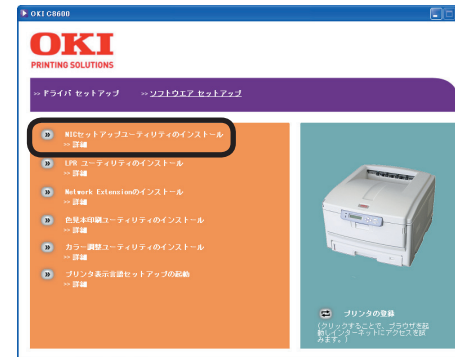 OKI C8600
OKI
PRINTING SOLUTIONS
>> ドライバ セットアップ >> ソフトウエア セットアップ
NICセットアップユーティリティのインストール
>> 詳細
LPR ユーティリティのインストール
>> 詳細
Network Extensionのインストール
>> 詳細
色見本印刷ユーティリティのインストール
>> 詳細
カラー調整ユーティリティのインストール
>> 詳細
プリンタ表示言語セットアップの起動
>> 詳細
プリンタの登録
(クリックすることで、ブラウザを起
動しインターネットにアクセスを試
みます。)